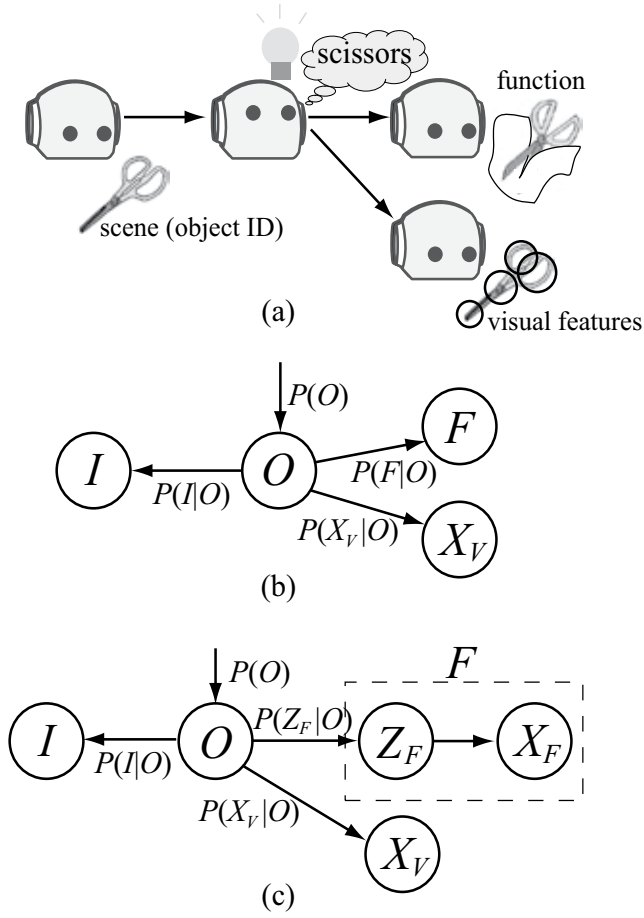 scissors
function
scene (object ID)
visual features
(a)
P(O)
F
I
O
P(I|O)
P(F|O)
P(X_V|O)
X_V
(b)
F
P(O)
P(Z_F|O)
I
O
Z_F
X_F
P(I|O)
P(X_V|O)
X_V
(c)